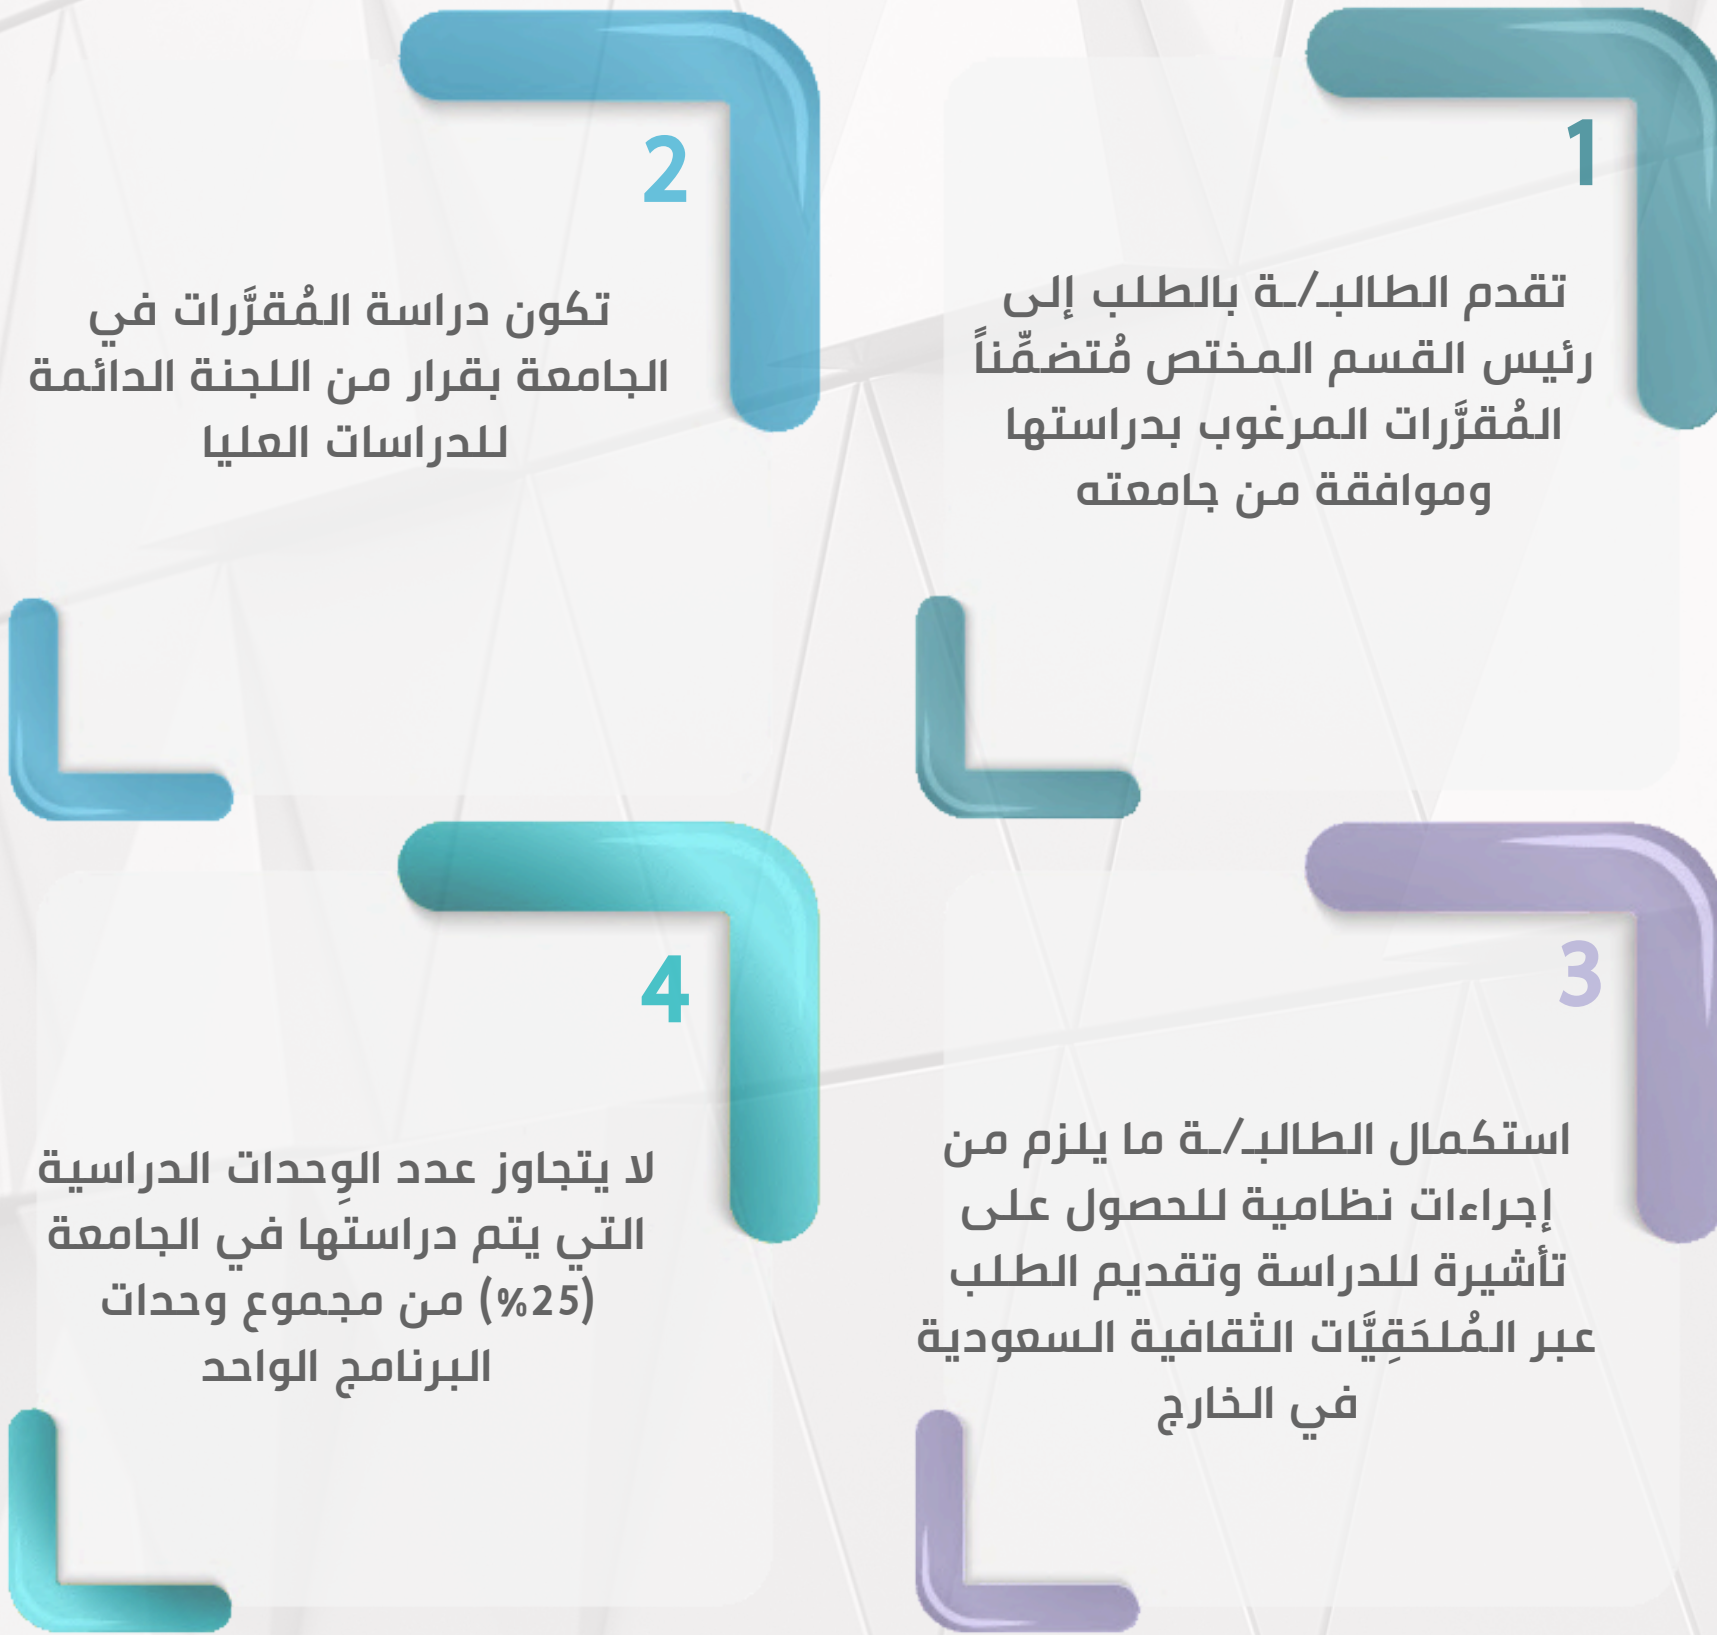 1
تقدم الطالبـ/ـة بالطلب إلى
رئيس القسم المختص مُتضمِّناً
المُقرَّرات المرغوب بدراستها
وموافقة من جامعته
2
تكون دراسة المُقرَّرات في
الجامعة بقرار من اللجنة الدائمة
للدراسات العليا
3
استكمال الطالبـ/ـة ما يلزم من
إجراءات نظامية للحصول على
تأشيرة للدراسة وتقديم الطلب
عبر المُلحَقِيَّات الثقافية السعودية
في الخارج
4
لا يتجاوز عدد الوِحدات الدراسية
التي يتم دراستها في الجامعة
(25%) من مجموع وحدات
البرنامج الواحد